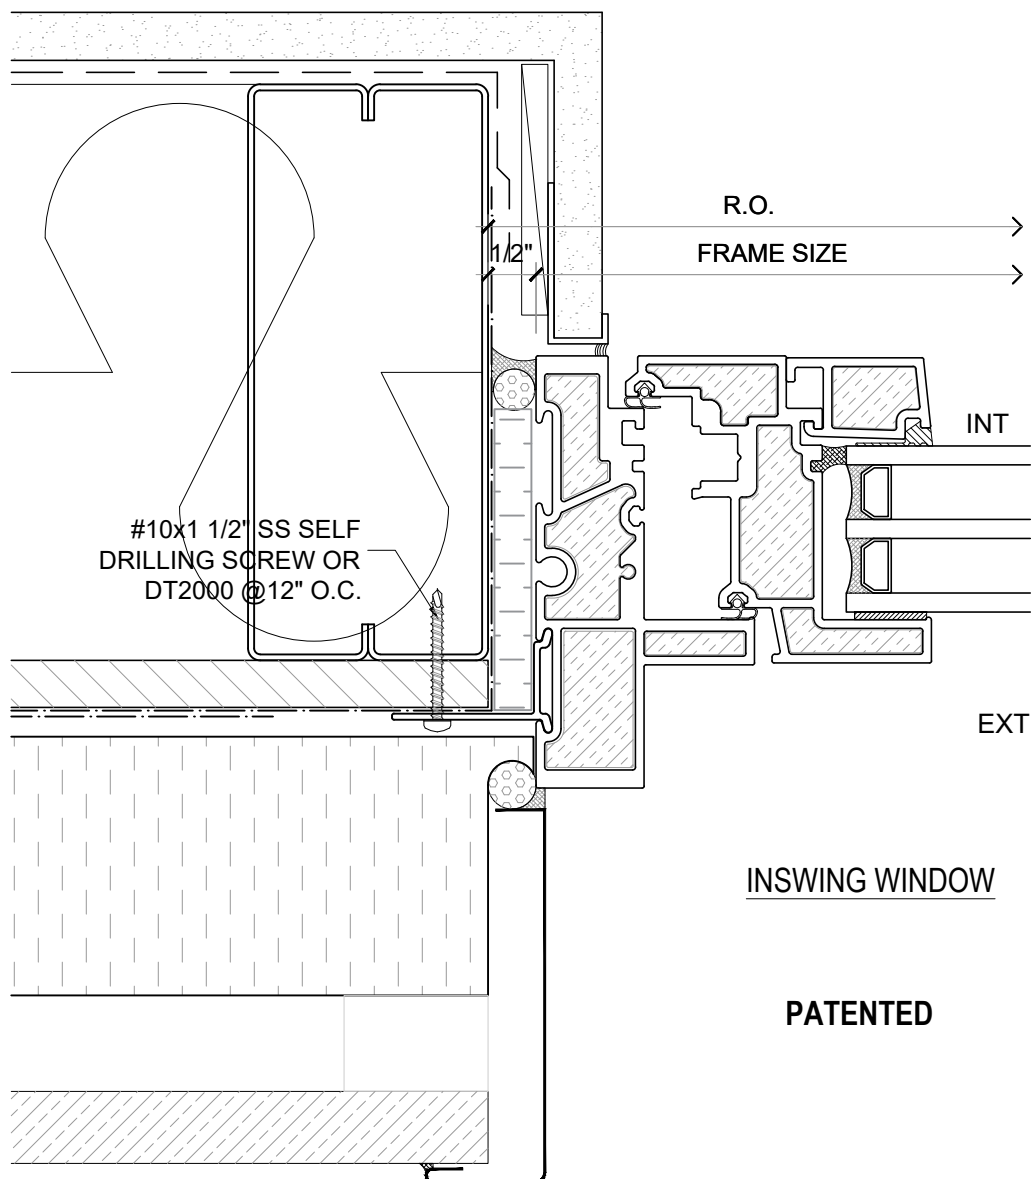 R.O.
1/2"
FRAME SIZE
INT
#10x1 1/2" SS SELF
DRILLING SCREW OR
DT2000 @12" O.C.
EXT
INSWING WINDOW
PATENTED